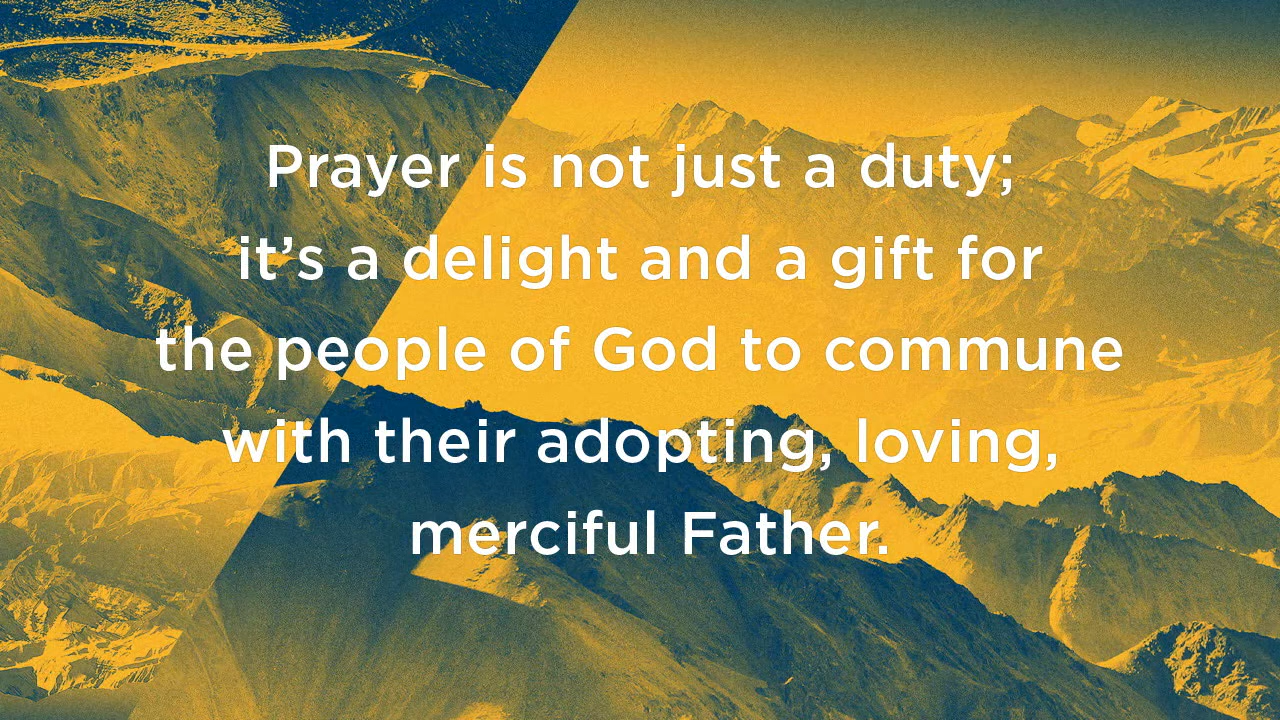 Prayer is not just a duty;
it’s a delight and a gift for
the people of God to commune
with their adopting, loving,
merciful Father.